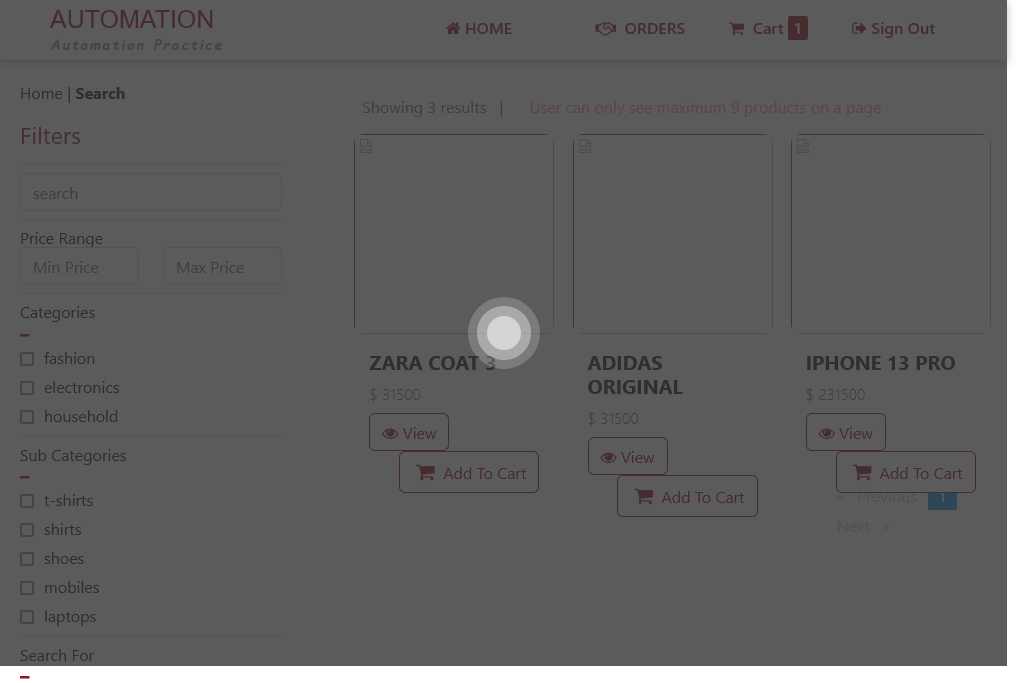 AUTOMATION
Automation Practice
HOME
ORDERS
Cart 1
Sign Out
Home | Search
Showing 3 results |
User can only see maximum 9 products on a page
Filters
search
Price Range
Min Price
Max Price
Categories
fashion
electronics
household
Sub Categories
t-shirts
shirts
shoes
mobiles
laptops
Search For
ZARA COAT 3
$ 31500
View
Add To Cart
ADIDAS
ORIGINAL
$ 31500
View
Add To Cart
IPHONE 13 PRO
$ 231500
View
Add To Cart
« Previous 1
Next »